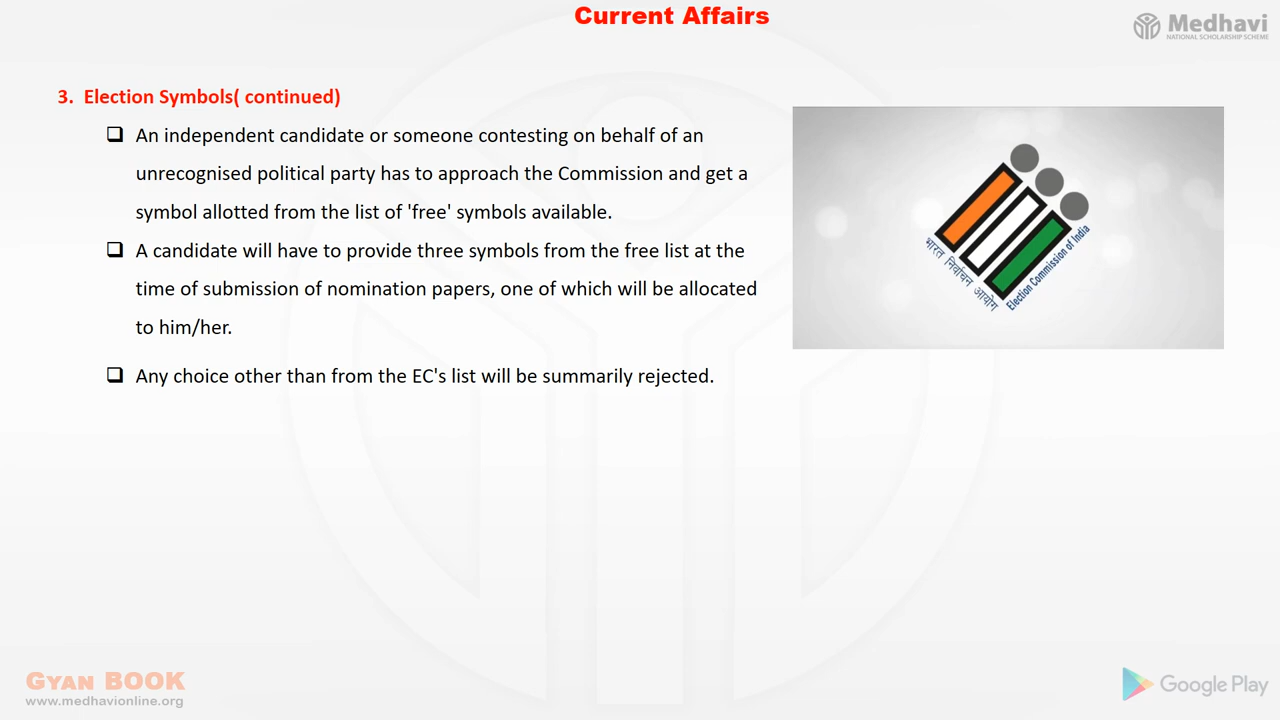 Current Affairs
Medhavi
NATIONAL SCHOLARSHIP SCHEME
3. Election Symbols( continued)
❑ An independent candidate or someone contesting on behalf of an
unrecognised political party has to approach the Commission and get a
symbol allotted from the list of 'free' symbols available.
❑ A candidate will have to provide three symbols from the free list at the
time of submission of nomination papers, one of which will be allocated
to him/her.
❑ Any choice other than from the EC's list will be summarily rejected.
भारत निर्वाचन आयोग
Election Commission of India
GYAN BOOK
www.medhavionline.org
Google Play